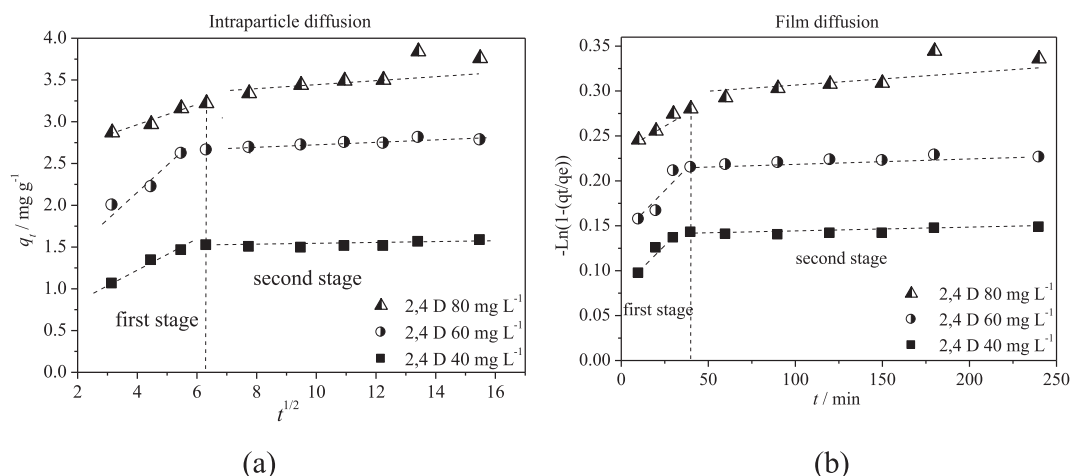 Intraparticle diffusion
4.0
3.5
3.0
2.5
2.0
1.5
1.0
0.5
0.0
q_t / mg g⁻¹
first stage
second stage
2,4 D 80 mg L⁻¹
2,4 D 60 mg L⁻¹
2,4 D 40 mg L⁻¹
2 4 6 8 10 12 14 16
t^1/2
(a)
Film diffusion
0.35
0.30
0.25
0.20
0.15
0.10
0.05
0.00
-Ln(1-(qt/qe))
first stage
second stage
2,4 D 80 mg L⁻¹
2,4 D 60 mg L⁻¹
2,4 D 40 mg L⁻¹
0 50 100 150 200 250
t / min
(b)